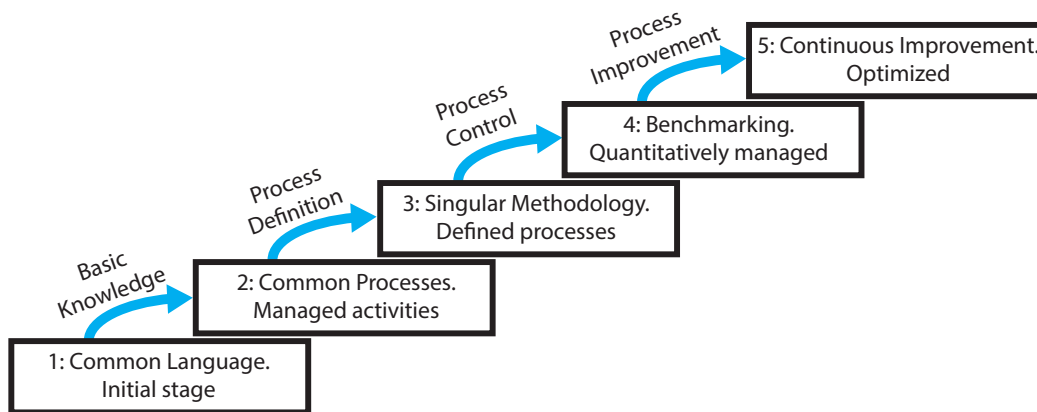 1: Common Language.
Initial stage
Basic
Knowledge
2: Common Processes.
Managed activities
Process
Definition
3: Singular Methodology.
Defined processes
Process
Control
4: Benchmarking.
Quantitatively managed
Process
Improvement
5: Continuous Improvement.
Optimized